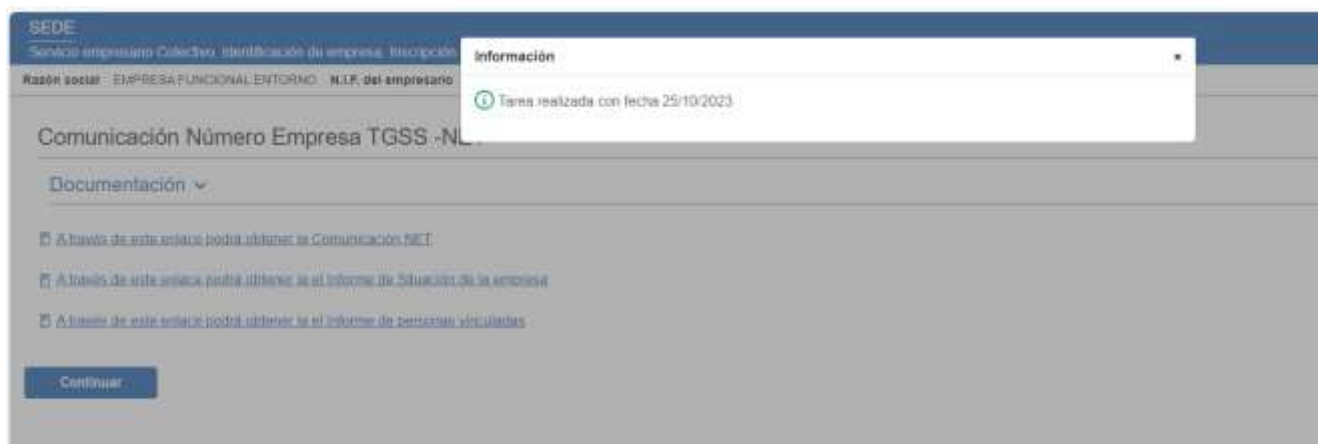 SEDE
Servicio empresario Colectivo. Identificación de empresa. Inscripción
Información
×
Razón social EMPRESA FUNCIONAL ENTORNO N.I.F. del empresario
Tarea realizada con fecha 25/10/2023
Comunicación Número Empresa TGSS -NET
Documentación
A través de este enlace podrá obtener la Comunicación NET
A través de este enlace podrá obtener la el Informe de Situación de la empresa
A través de este enlace podrá obtener la el Informe de personas vinculadas
Continuar